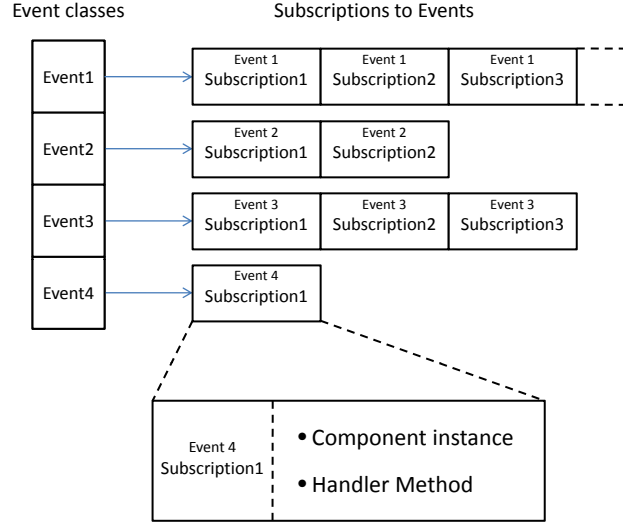 Event classes
Subscriptions to Events
Event1
Event 1
Subscription1
Event 1
Subscription2
Event 1
Subscription3
Event2
Event 2
Subscription1
Event 2
Subscription2
Event3
Event 3
Subscription1
Event 3
Subscription2
Event 3
Subscription3
Event4
Event 4
Subscription1
Event 4
Subscription1
• Component instance
• Handler Method